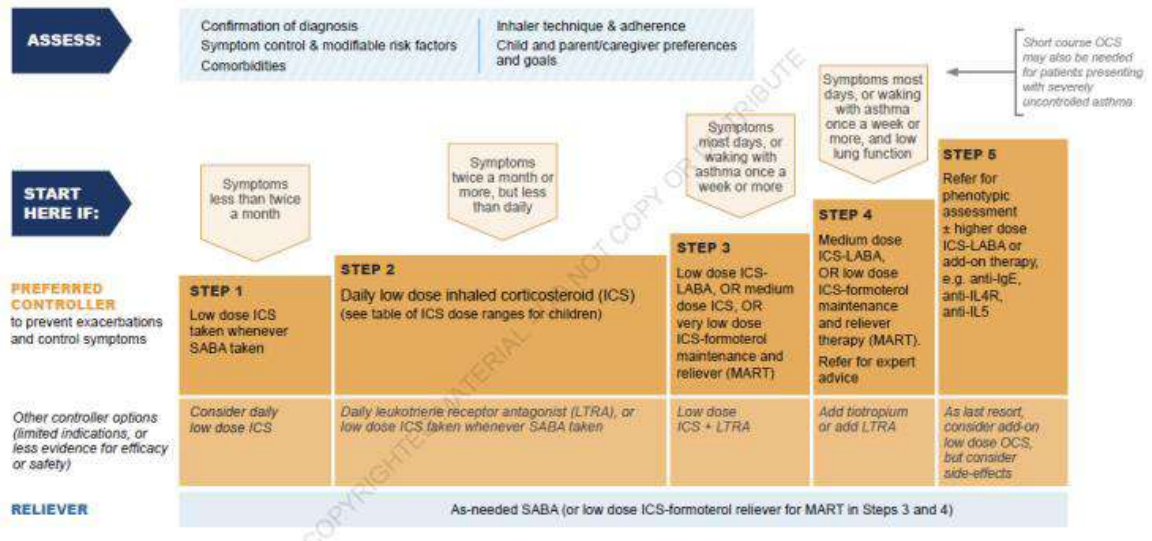 ASSESS:
Confirmation of diagnosis
Symptom control & modifiable risk factors
Comorbidities
Inhaler technique & adherence
Child and parent/caregiver preferences
and goals
Short course OCS
may also be needed
for patients presenting
with severely
uncontrolled asthma
START
HERE IF:
Symptoms
less than twice
a month
Symptoms
twice a month or
more, but less
than daily
Symptoms
most days, or
waking with
asthma once a
week or more
Symptoms most
days, or waking
with asthma
once a week or
more, and low
lung function
PREFERRED
CONTROLLER
to prevent exacerbations
and control symptoms
STEP 1
Low dose ICS
taken whenever
SABA taken
STEP 2
Daily low dose inhaled corticosteroid (ICS)
(see table of ICS dose ranges for children)
STEP 3
Low dose ICS-
LABA, OR medium
dose ICS, OR
very low dose
ICS-formoterol
maintenance and
reliever (MART)
STEP 4
Medium dose
ICS-LABA,
OR low dose
ICS-formoterol
maintenance
and reliever
therapy (MART).
Refer for expert
advice
STEP 5
Refer for
phenotypic
assessment
± higher dose
ICS-LABA or
add-on therapy,
e.g. anti-IgE,
anti-IL4R,
anti-IL5
Other controller options
(limited indications, or
less evidence for efficacy
or safety)
Consider daily
low dose ICS
Daily leukotriene receptor antagonist (LTRA), or
low dose ICS taken whenever SABA taken
Low dose
ICS + LTRA
Add tiotropium
or add LTRA
As last resort,
consider add-on
low dose OCS,
but consider
side-effects
RELIEVER
As-needed SABA (or low dose ICS-formoterol reliever for MART in Steps 3 and 4)
COPYRIGHTED MATERIAL NOT COPY OR DISTRIBUTE